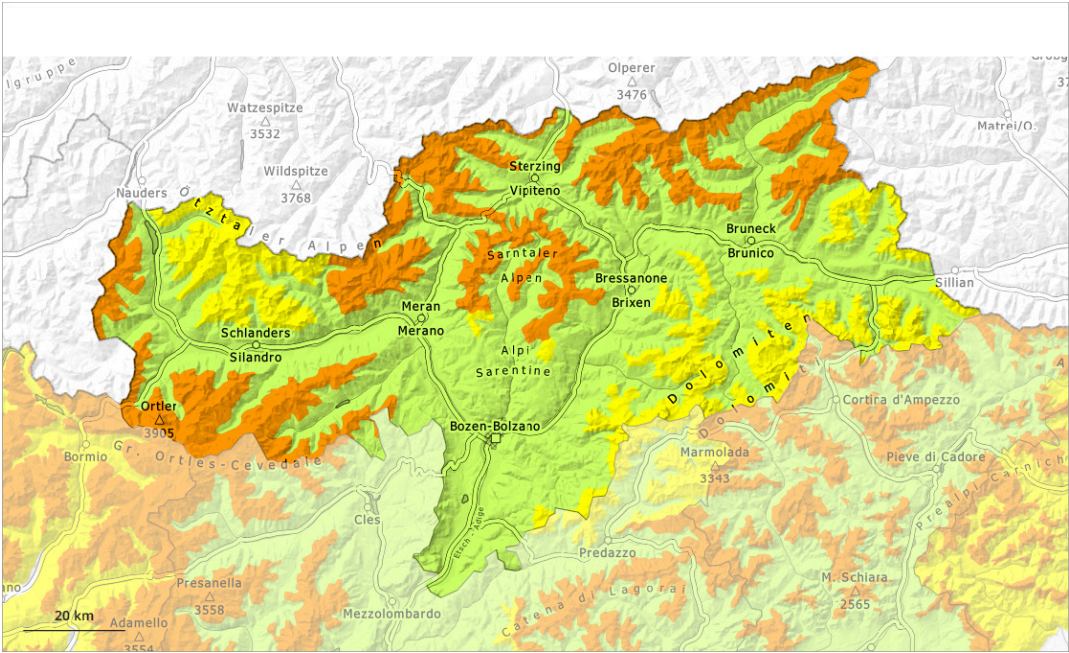 Olperer
3476
lgruppe
Watzespitze
3532
Matrei/O.
Sterzing
Vipiteno
Wildspitze
3768
Nauders
Ötztaler Alpen
Bruneck
Brunico
Sarntaler
Alpen
Bressanone
Brixen
Sillian
Meran
Merano
Schlanders
Silandro
Alpi
Sarentine
Dolomiten
Dolomiti
Ortler
3905
Cortina d'Ampezzo
Bozen-Bolzano
Gr. Ortles-Cevedale
Bormio
Marmolada
3343
Pieve di Cadore
Prealpi Carnich
Cles
Etsch - Adige
Predazzo
Presanella
3558
M. Schiara
2565
Catena di Lagorai
Mezzolombardo
20 km
Adamello
3554